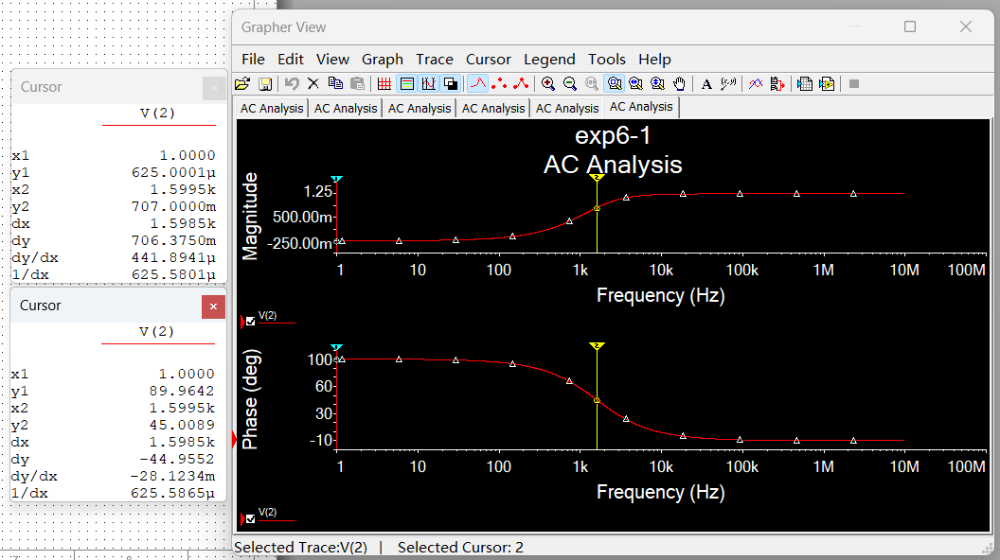 Grapher View
File Edit View Graph Trace Cursor Legend Tools Help
AC Analysis AC Analysis AC Analysis AC Analysis AC Analysis AC Analysis
Cursor
V(2)
x1 1.0000
y1 625.0001µ
x2 1.5995k
y2 707.0000m
dx 1.5985k
dy 706.3750m
dy/dx 441.8941µ
1/dx 625.5801µ
Cursor
V(2)
x1 1.0000
y1 89.9642
x2 1.5995k
y2 45.0089
dx 1.5985k
dy -44.9552
dy/dx -28.1234m
1/dx 625.5865µ
exp6-1
AC Analysis
Magnitude
1.25
500.00m
-250.00m
1 10 100 1k 10k 100k 1M 10M 100M
Frequency (Hz)
V(2)
Phase (deg)
100
60
30
-10
1 10 100 1k 10k 100k 1M 10M 100M
Frequency (Hz)
V(2)
Selected Trace:V(2) | Selected Cursor: 2